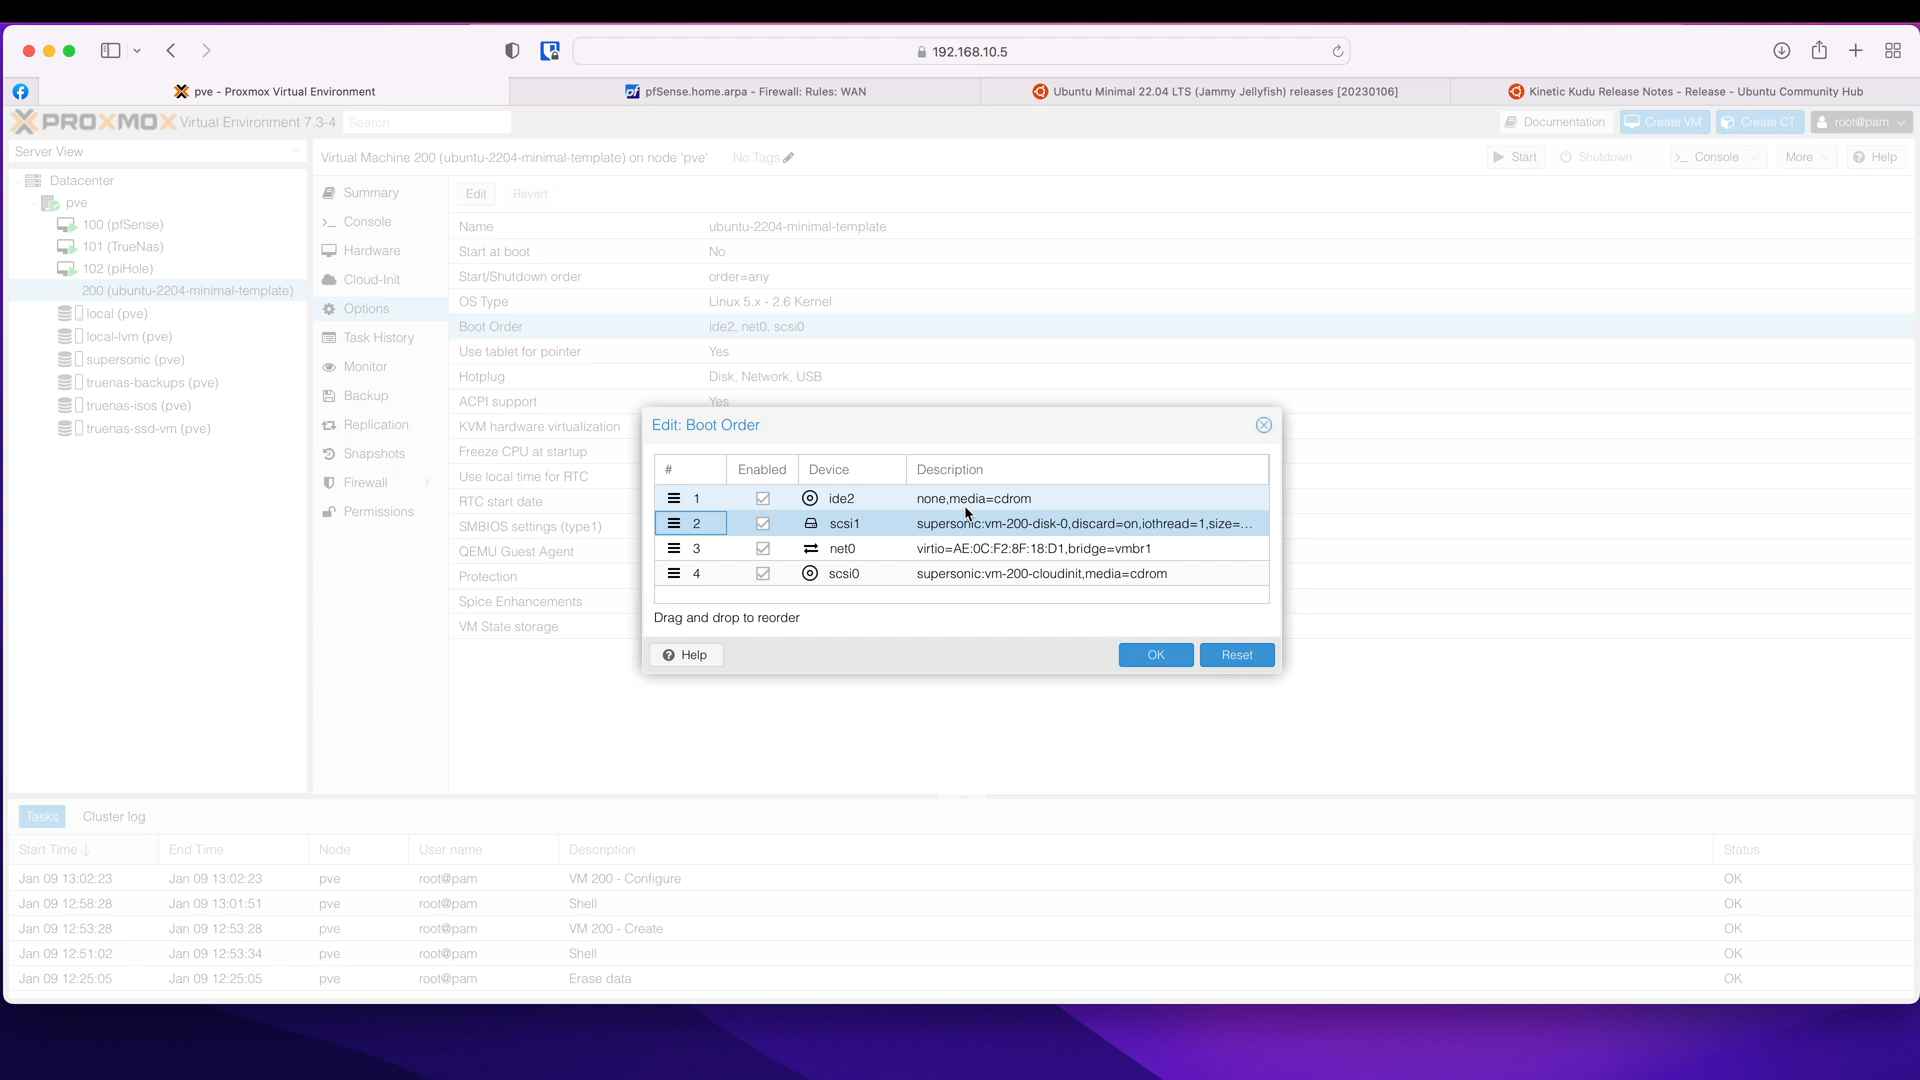 192.168.10.5
pve - Proxmox Virtual Environment
pfSense.home.arpa - Firewall: Rules: WAN
Ubuntu Minimal 22.04 LTS (Jammy Jellyfish) releases [20230106]
Kinetic Kudu Release Notes - Release - Ubuntu Community Hub
PROXMOX Virtual Environment 7.3-4 Search
Documentation Create VM Create CT root@pam
Server View
Virtual Machine 200 (ubuntu-2204-minimal-template) on node 'pve' No Tags
Start Shutdown Console More Help
Datacenter
pve
100 (pfSense)
101 (TrueNas)
102 (piHole)
200 (ubuntu-2204-minimal-template)
local (pve)
local-lvm (pve)
supersonic (pve)
truenas-backups (pve)
truenas-isos (pve)
truenas-ssd-vm (pve)
Summary
Console
Hardware
Cloud-Init
Options
Task History
Monitor
Backup
Replication
Snapshots
Firewall
Permissions
Edit Revert
Name ubuntu-2204-minimal-template
Start at boot No
Start/Shutdown order order=any
OS Type Linux 5.x - 2.6 Kernel
Boot Order ide2, net0, scsi0
Use tablet for pointer Yes
Hotplug Disk, Network, USB
ACPI support Yes
KVM hardware virtualization
Freeze CPU at startup
Use local time for RTC
RTC start date
SMBIOS settings (type1)
QEMU Guest Agent
Protection
Spice Enhancements
VM State storage
Edit: Boot Order
# Enabled Device Description
1 ide2 none,media=cdrom
2 scsi1 supersonic:vm-200-disk-0,discard=on,iothread=1,size=...
3 net0 virtio=AE:0C:F2:8F:18:D1,bridge=vmbr1
4 scsi0 supersonic:vm-200-cloudinit,media=cdrom
Drag and drop to reorder
Help OK Reset
Tasks Cluster log
Start Time End Time Node User name Description Status
Jan 09 13:02:23 Jan 09 13:02:23 pve root@pam VM 200 - Configure OK
Jan 09 12:58:28 Jan 09 13:01:51 pve root@pam Shell OK
Jan 09 12:53:28 Jan 09 12:53:28 pve root@pam VM 200 - Create OK
Jan 09 12:51:02 Jan 09 12:53:34 pve root@pam Shell OK
Jan 09 12:25:05 Jan 09 12:25:05 pve root@pam Erase data OK